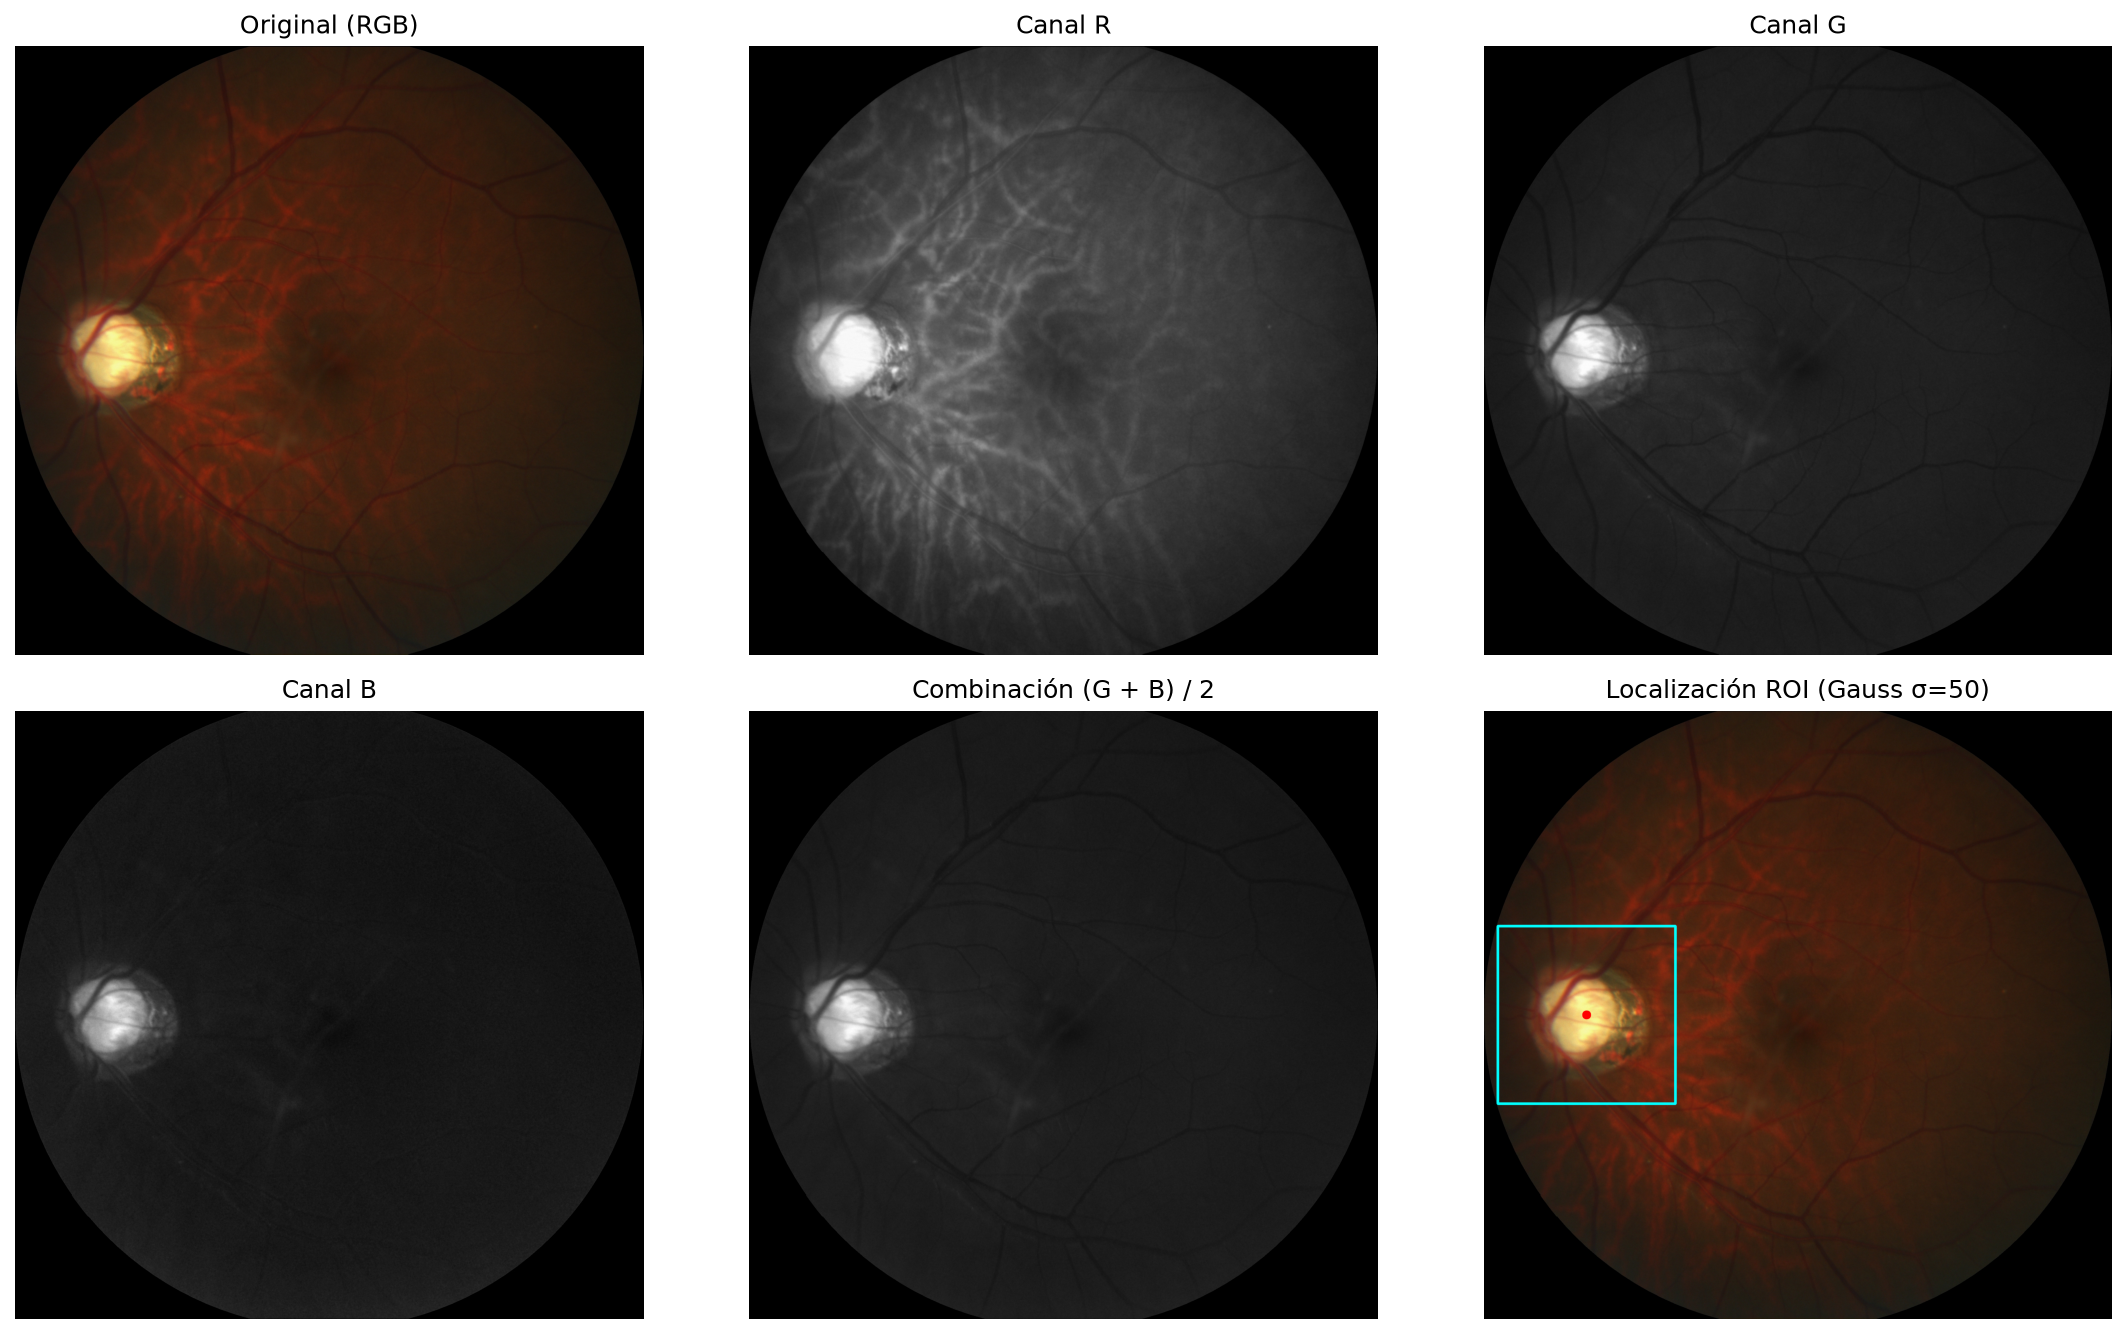 Original (RGB)
Canal R
Canal G
Canal B
Combinación (G + B) / 2
Localización ROI (Gauss σ=50)